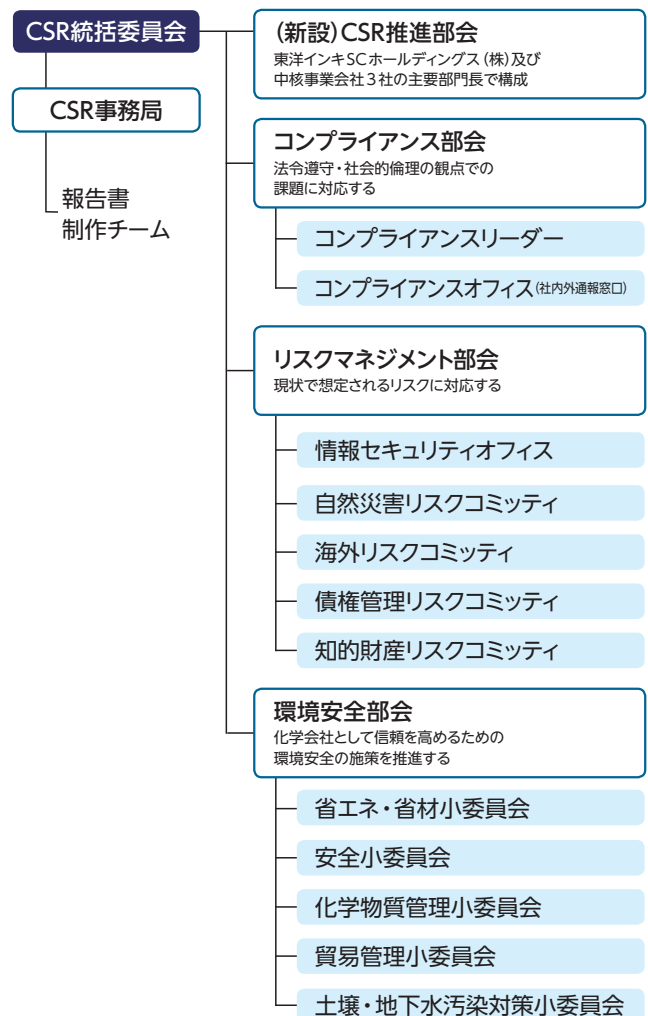 CSR統括委員会
CSR事務局
報告書
制作チーム
(新設)CSR推進部会
東洋インキSCホールディングス(株)及び
中核事業会社3社の主要部門長で構成
コンプライアンス部会
法令遵守・社会的倫理の観点での
課題に対応する
コンプライアンスリーダー
コンプライアンスオフィス(社内外通報窓口)
リスクマネジメント部会
現状で想定されるリスクに対応する
情報セキュリティオフィス
自然災害リスクコミッティ
海外リスクコミッティ
債権管理リスクコミッティ
知的財産リスクコミッティ
環境安全部会
化学会社として信頼を高めるための
環境安全の施策を推進する
省エネ・省材小委員会
安全小委員会
化学物質管理小委員会
貿易管理小委員会
土壌・地下水汚染対策小委員会